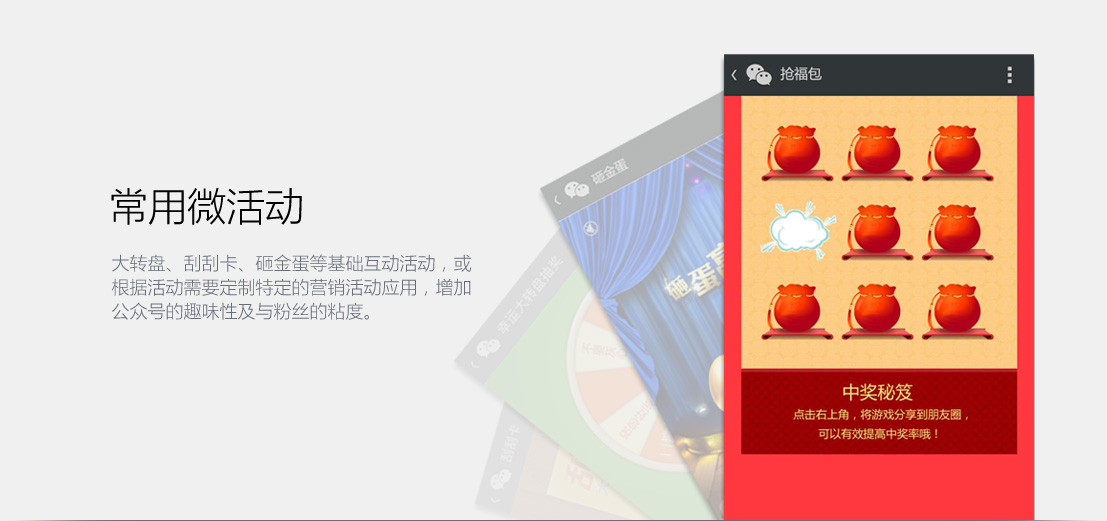 常用微活动
大转盘、刮刮卡、砸金蛋等基础互动活动，或
根据活动需要定制特定的营销活动应用，增加
公众号的趣味性及与粉丝的粘度。
抢福包
中奖秘笈
点击右上角，将游戏分享到朋友圈，
可以有效提高中奖率哦！
砸金蛋
砸蛋赢
幸运大转盘抽奖
刮刮卡